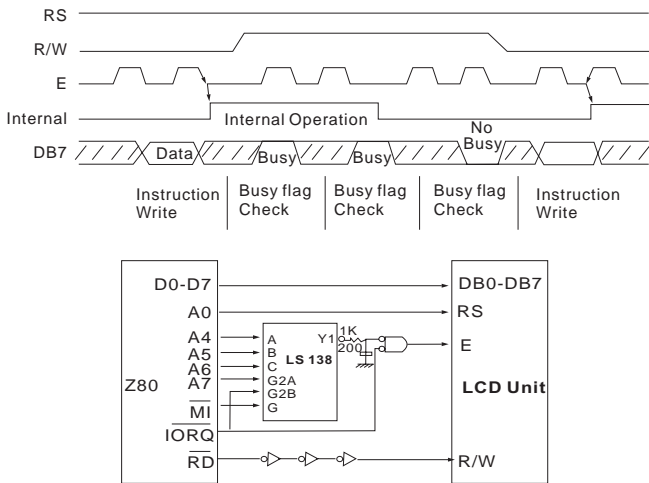 RS
R/W
E
Internal
Internal Operation
No
Busy
DB7
Data
Busy
Busy
Instruction
Write
Busy flag
Check
Busy flag
Check
Busy flag
Check
Instruction
Write
D0-D7
DB0-DB7
A0
RS
A4
A
Y1
1K
A5
B
200
A6
C
LS 138
E
A7
G2A
Z80
G2B
LCD Unit
MI
G
IORQ
RD
R/W